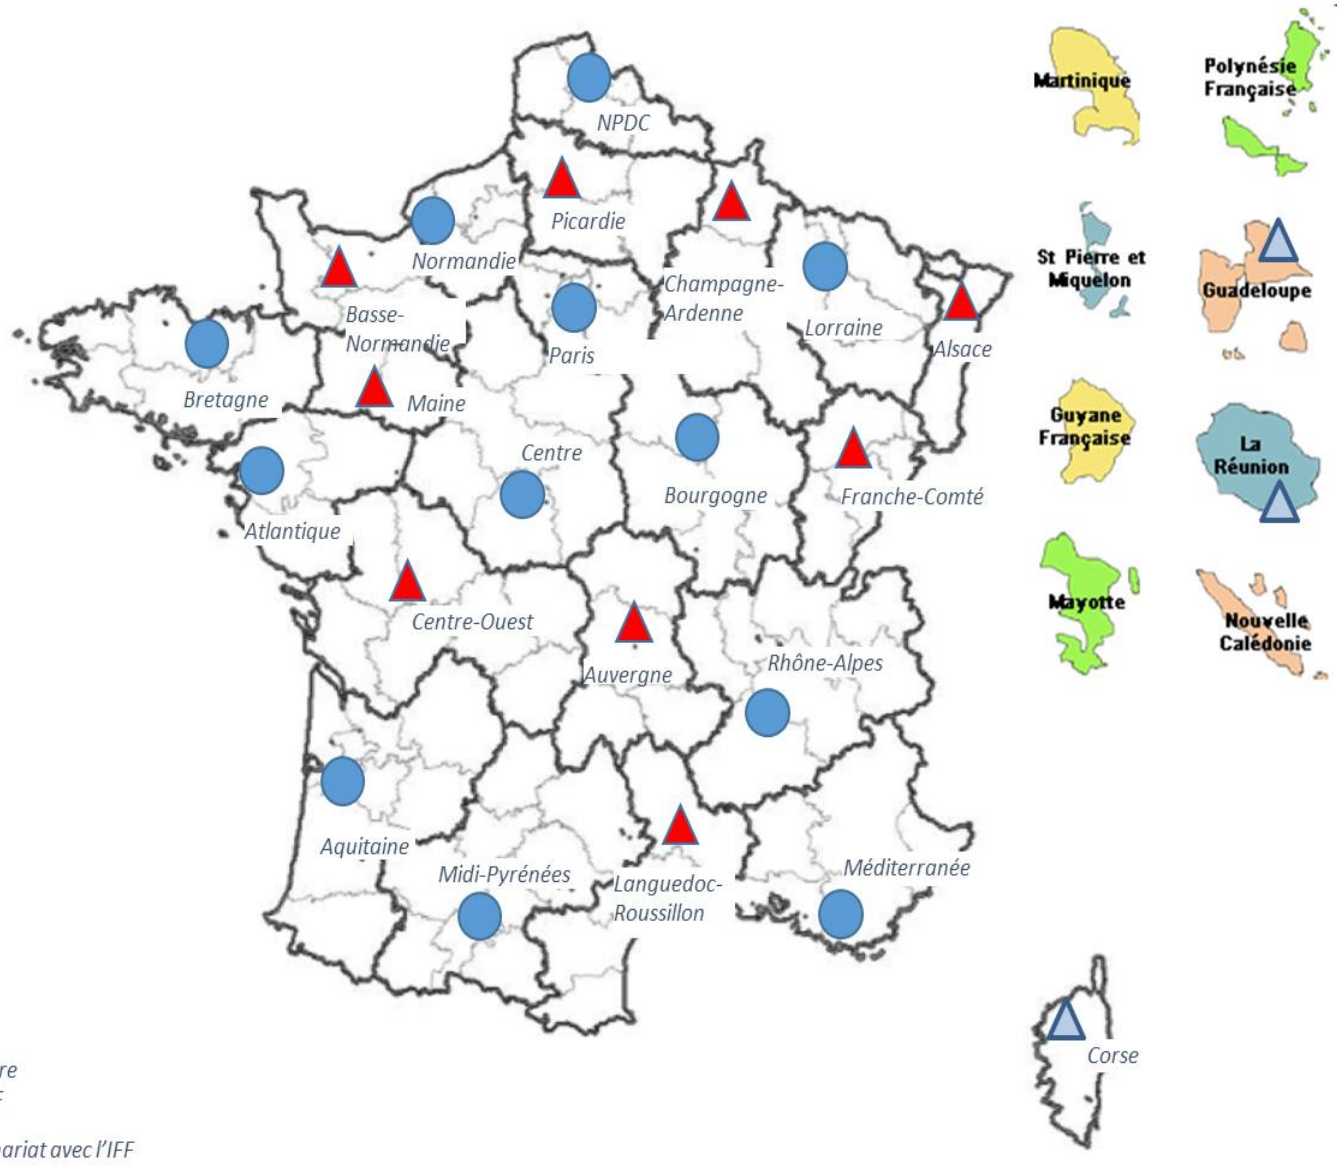 NPDC
Martinique
Polynésie
Française
Picardie
Normandie
St Pierre et
Miquelon
Guadeloupe
Champagne-
Ardenne
Basse-
Normandie
Paris
Lorraine
Alsace
Bretagne
Maine
Guyane
Française
La
Réunion
Centre
Bourgogne
Franche-Comté
Atlantique
Centre-Ouest
Auvergne
Rhône-Alpes
Mayotte
Nouvelle
Calédonie
Aquitaine
Midi-Pyrénées
Languedoc-
Roussillon
Méditerranée
Corse
re
ariat avec l’IFF